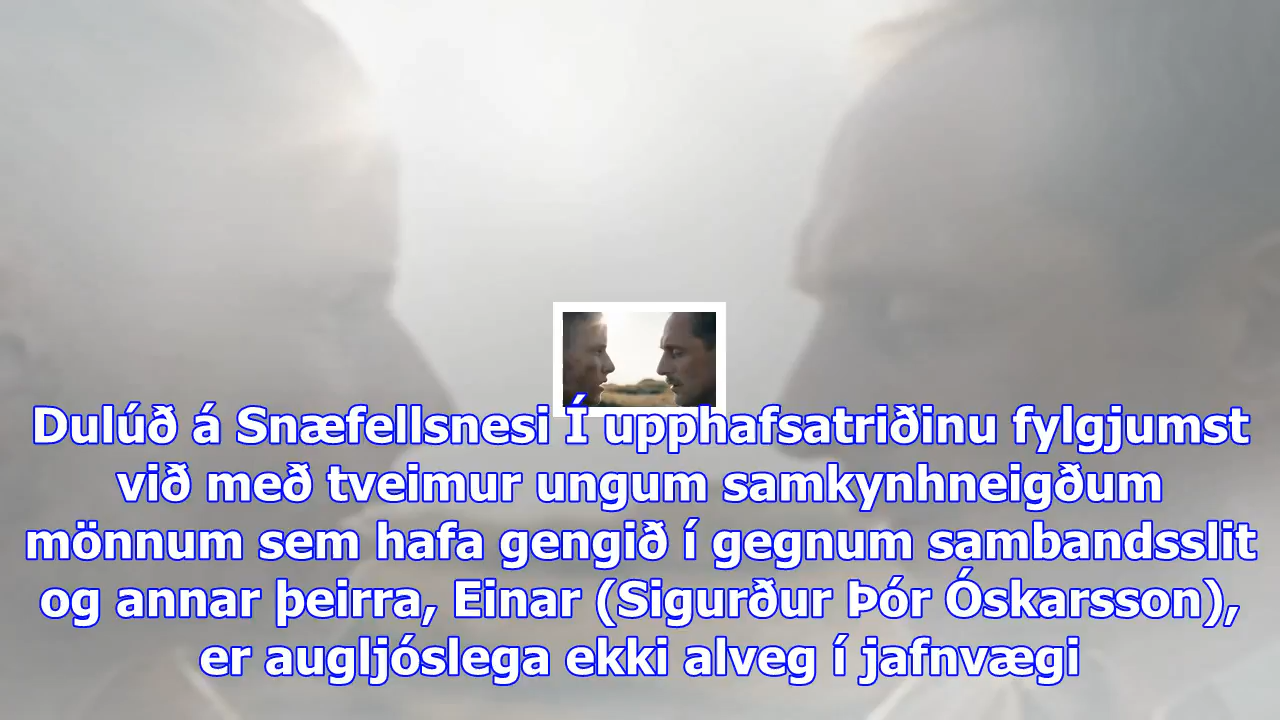 Dulúð á Snæfellsnesi Í upphafsatriðinu fylgjumst
við með tveimur ungum samkynhneigðum
mönnum sem hafa gengið í gegnum sambandsslit
og annar þeirra, Einar (Sigurður Þór Óskarsson),
er augljóslega ekki alveg í jafnvægi